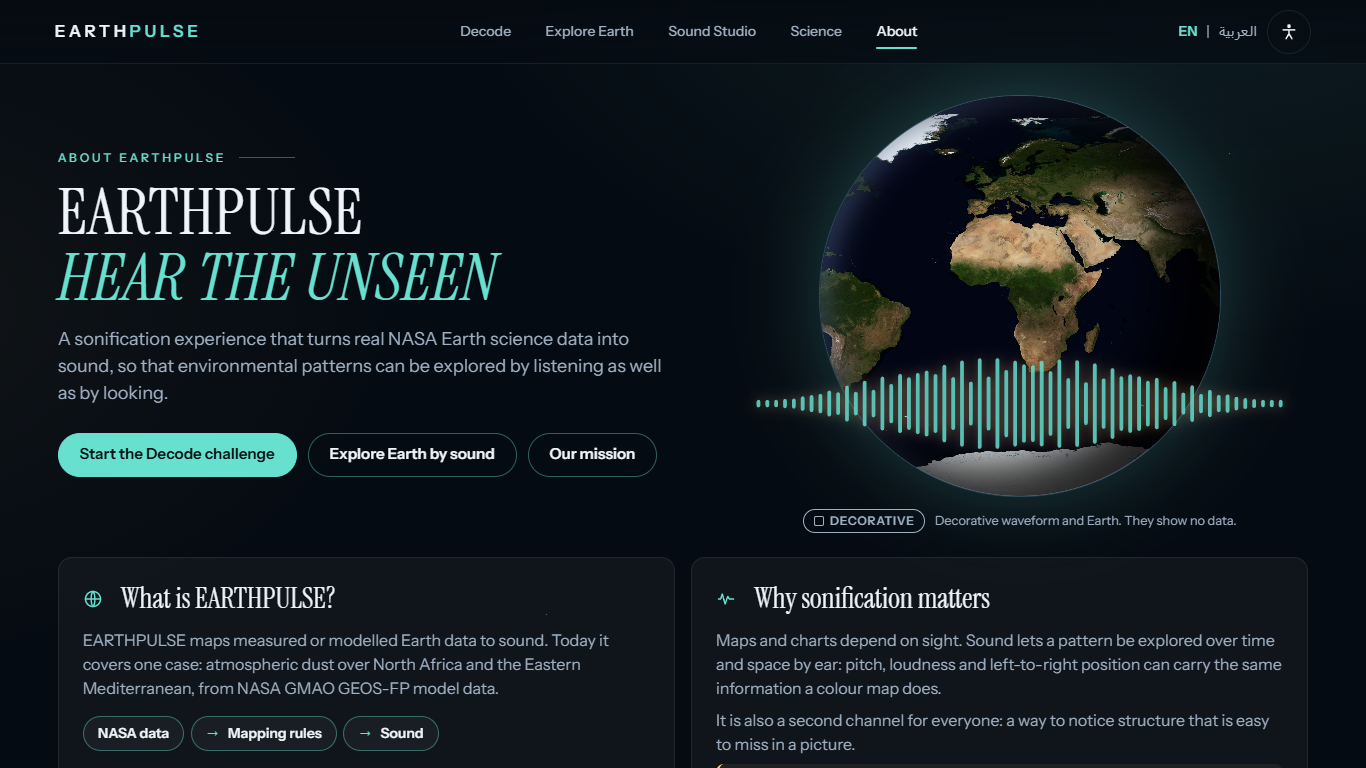 EARTHPULSE
Decode
Explore Earth
Sound Studio
Science
About
EN | العربية
ABOUT EARTHPULSE
EARTHPULSE
HEAR THE UNSEEN
A sonification experience that turns real NASA Earth science data into
sound, so that environmental patterns can be explored by listening as well
as by looking.
Start the Decode challenge
Explore Earth by sound
Our mission
DECORATIVE
Decorative waveform and Earth. They show no data.
What is EARTHPULSE?
EARTHPULSE maps measured or modelled Earth data to sound. Today it
covers one case: atmospheric dust over North Africa and the Eastern
Mediterranean, from NASA GMAO GEOS-FP model data.
NASA data
→ Mapping rules
→ Sound
Why sonification matters
Maps and charts depend on sight. Sound lets a pattern be explored over time
and space by ear: pitch, loudness and left-to-right position can carry the same
information a colour map does.
It is also a second channel for everyone: a way to notice structure that is easy
to miss in a picture.